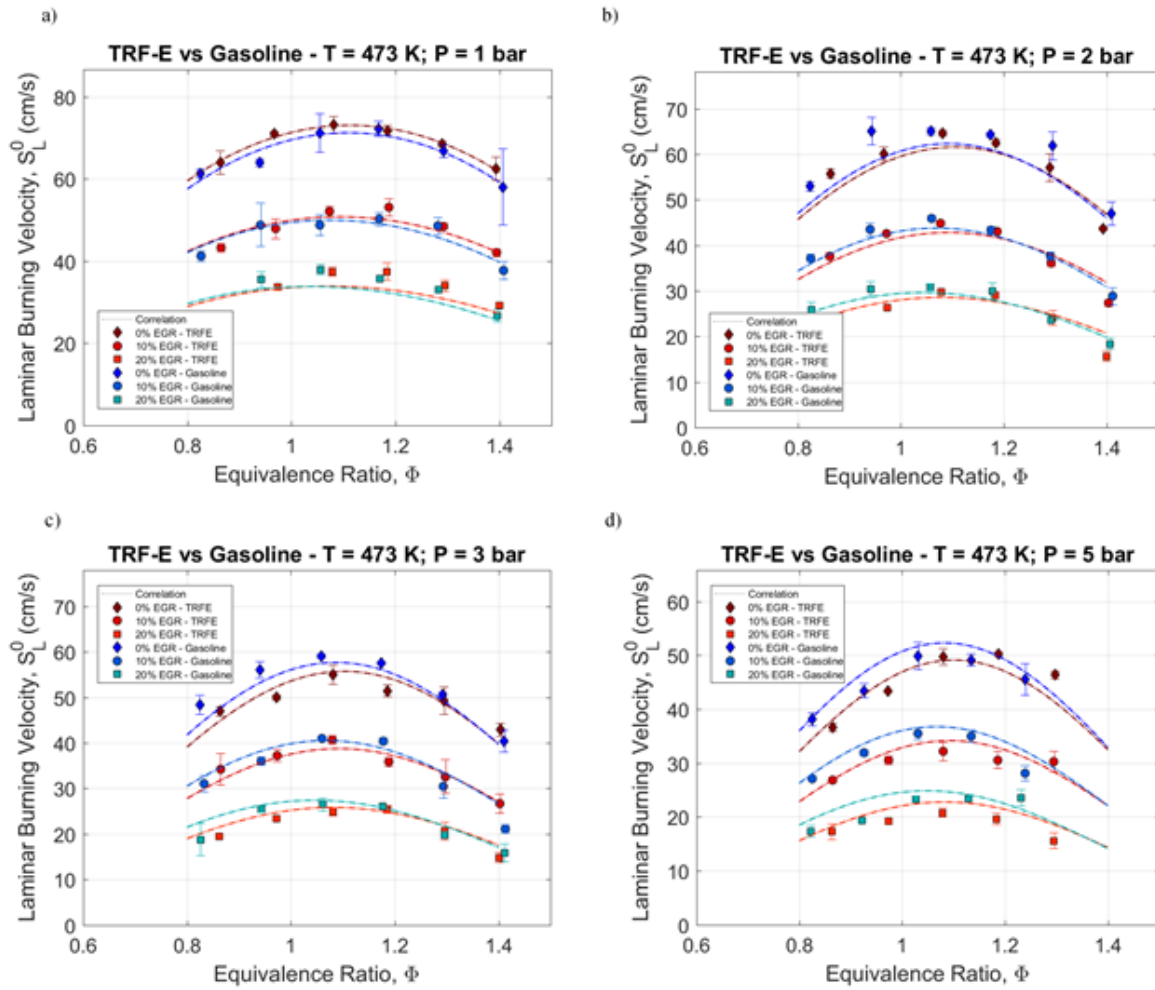 a)
TRF-E vs Gasoline - T = 473 K; P = 1 bar
Laminar Burning Velocity, S_L^0 (cm/s)
80
60
40
20
0
Correlation
0% EGR - TRFE
10% EGR - TRFE
20% EGR - TRFE
0% EGR - Gasoline
10% EGR - Gasoline
20% EGR - Gasoline
0.6 0.8 1 1.2 1.4
Equivalence Ratio, Φ
b)
TRF-E vs Gasoline - T = 473 K; P = 2 bar
Laminar Burning Velocity, S_L^0 (cm/s)
70
60
50
40
30
20
10
0
Correlation
0% EGR - TRFE
10% EGR - TRFE
20% EGR - TRFE
0% EGR - Gasoline
10% EGR - Gasoline
20% EGR - Gasoline
0.6 0.8 1 1.2 1.4
Equivalence Ratio, Φ
c)
TRF-E vs Gasoline - T = 473 K; P = 3 bar
Laminar Burning Velocity, S_L^0 (cm/s)
70
60
50
40
30
20
10
0
Correlation
0% EGR - TRFE
10% EGR - TRFE
20% EGR - TRFE
0% EGR - Gasoline
10% EGR - Gasoline
20% EGR - Gasoline
0.6 0.8 1 1.2 1.4
Equivalence Ratio, Φ
d)
TRF-E vs Gasoline - T = 473 K; P = 5 bar
Laminar Burning Velocity, S_L^0 (cm/s)
60
50
40
30
20
10
0
Correlation
0% EGR - TRFE
10% EGR - TRFE
20% EGR - TRFE
0% EGR - Gasoline
10% EGR - Gasoline
20% EGR - Gasoline
0.6 0.8 1 1.2 1.4
Equivalence Ratio, Φ